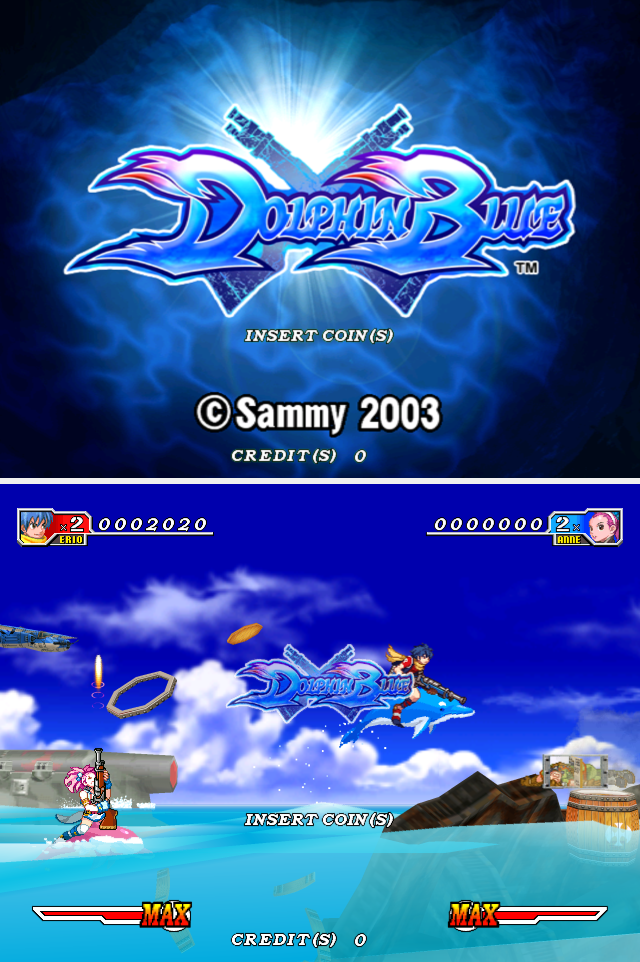 DOLPHIN BLUE
TM
INSERT COIN(S)
© Sammy 2003
CREDIT(S) 0
×2 0002020
ERIO
0000000 2×
ANNE
DOLPHIN BLUE
INSERT COIN(S)
MAX MAX
CREDIT(S) 0